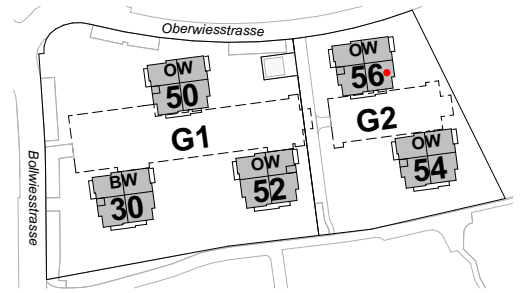 Oberwiesstrasse
OW
56
OW
50
G2
G1
OW
54
OW
52
BW
30
Bollwiesstrasse